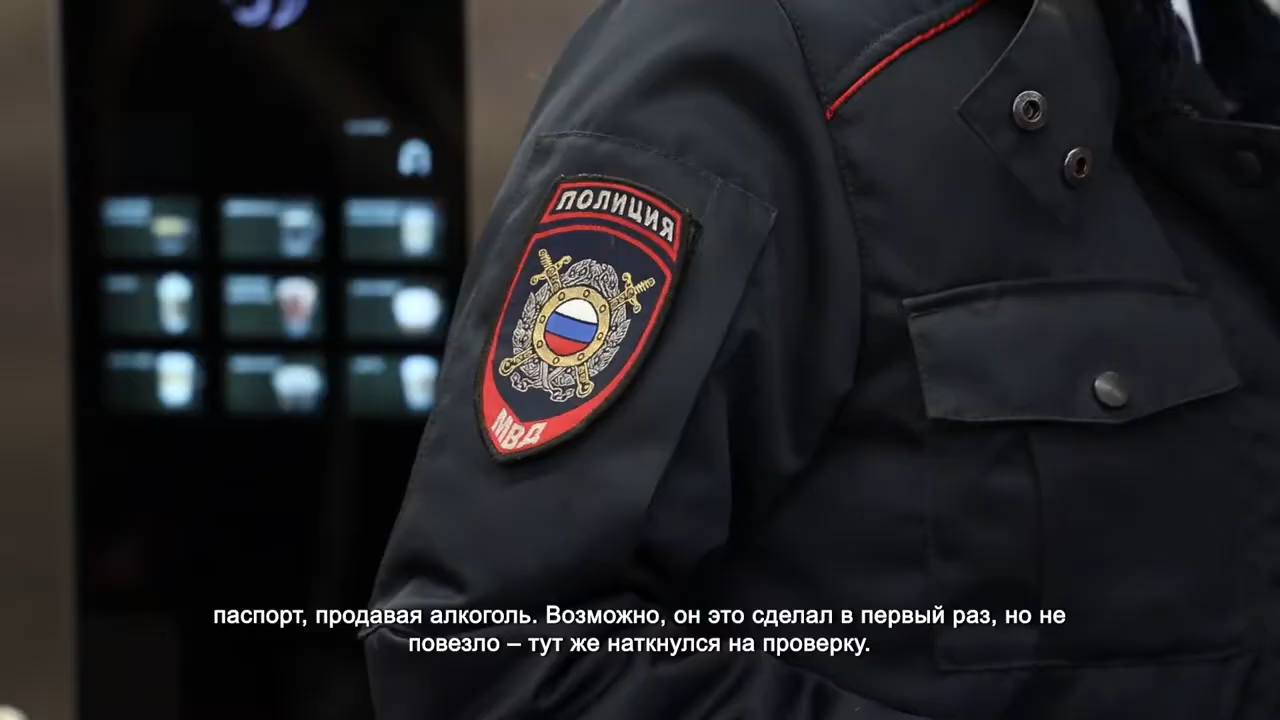 ПОЛИЦИЯ
МВД
паспорт, продавая алкоголь. Возможно, он это сделал в первый раз, но не
повезло – тут же наткнулся на проверку.